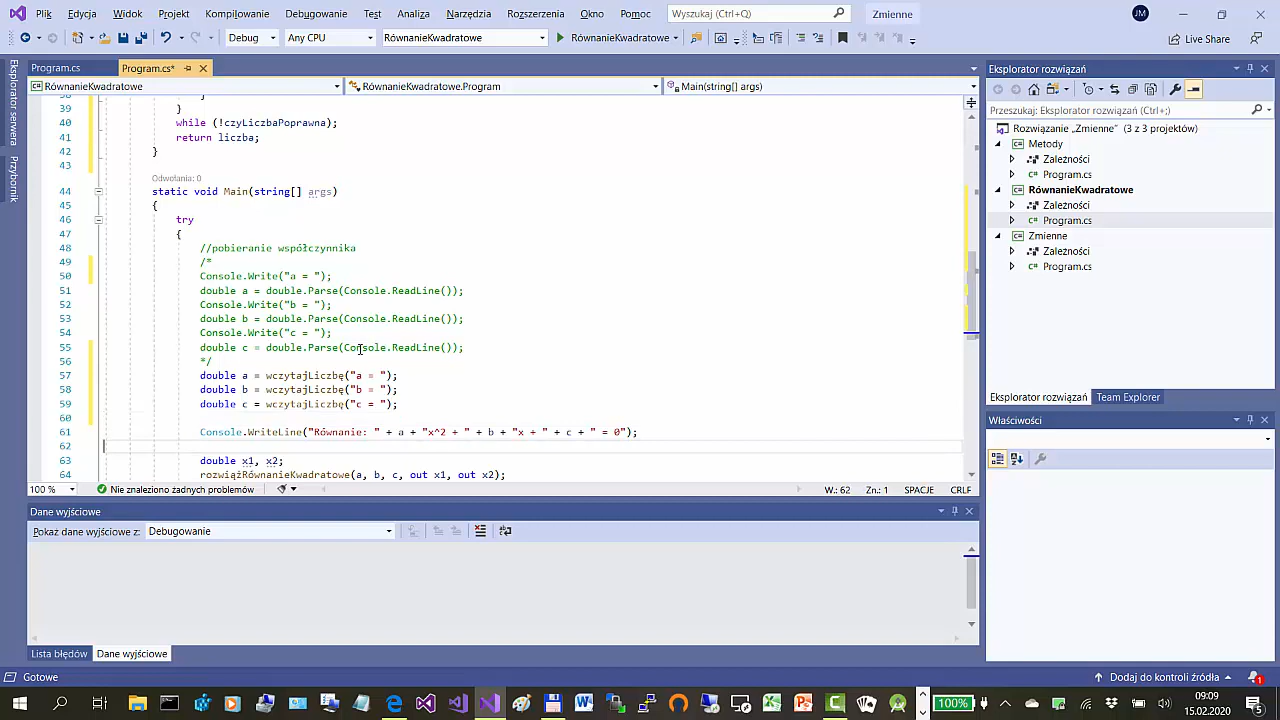 Plik Edytuj Widok Projekt Kompilowanie Debugowanie Test Analiza Narzędzia Rozszerzenia Okno Pomoc Wyszukaj (Ctrl+Q) Zmienne JM
Debug Any CPU RównanieKwadratowe RównanieKwadratowe Live Share
Eksplorator serwera
Przybornik
Program.cs Program.cs*
RównanieKwadratowe RównanieKwadratowe.Program Main(string[] args)
38 }
39 }
40 while (!czyLiczbaPoprawna);
41 return liczba;
42 }
43
Odwołania: 0
44 static void Main(string[] args)
45 {
46 try
47 {
48 //pobieranie współczynnika
49 /*
50 Console.Write("a = ");
51 double a = double.Parse(Console.ReadLine());
52 Console.Write("b = ");
53 double b = double.Parse(Console.ReadLine());
54 Console.Write("c = ");
55 double c = double.Parse(Console.ReadLine());
56 */
57 double a = wczytajLiczbę("a = ");
58 double b = wczytajLiczbę("b = ");
59 double c = wczytajLiczbę("c = ");
60
61 Console.WriteLine("Równanie: " + a + "x^2 + " + b + "x + " + c + " = 0");
62
63 double x1, x2;
64 rozwiążRównanieKwadratowe(a, b, c, out x1, out x2);
100 % Nie znaleziono żadnych problemów W.: 62 Zn.: 1 SPACJE CRLF
Dane wyjściowe
Pokaż dane wyjściowe z: Debugowanie
Lista błędów Dane wyjściowe
Eksplorator rozwiązań
Przeszukaj: Eksplorator rozwiązań (Ctrl+;)
Rozwiązanie „Zmienne" (3 z 3 projektów)
Metody
Zależności
C# Program.cs
RównanieKwadratowe
Zależności
C# Program.cs
Zmienne
Zależności
C# Program.cs
Eksplorator rozwiązań Team Explorer
Właściwości
Gotowe Dodaj do kontroli źródła 1
100% 09:09
15.02.2020